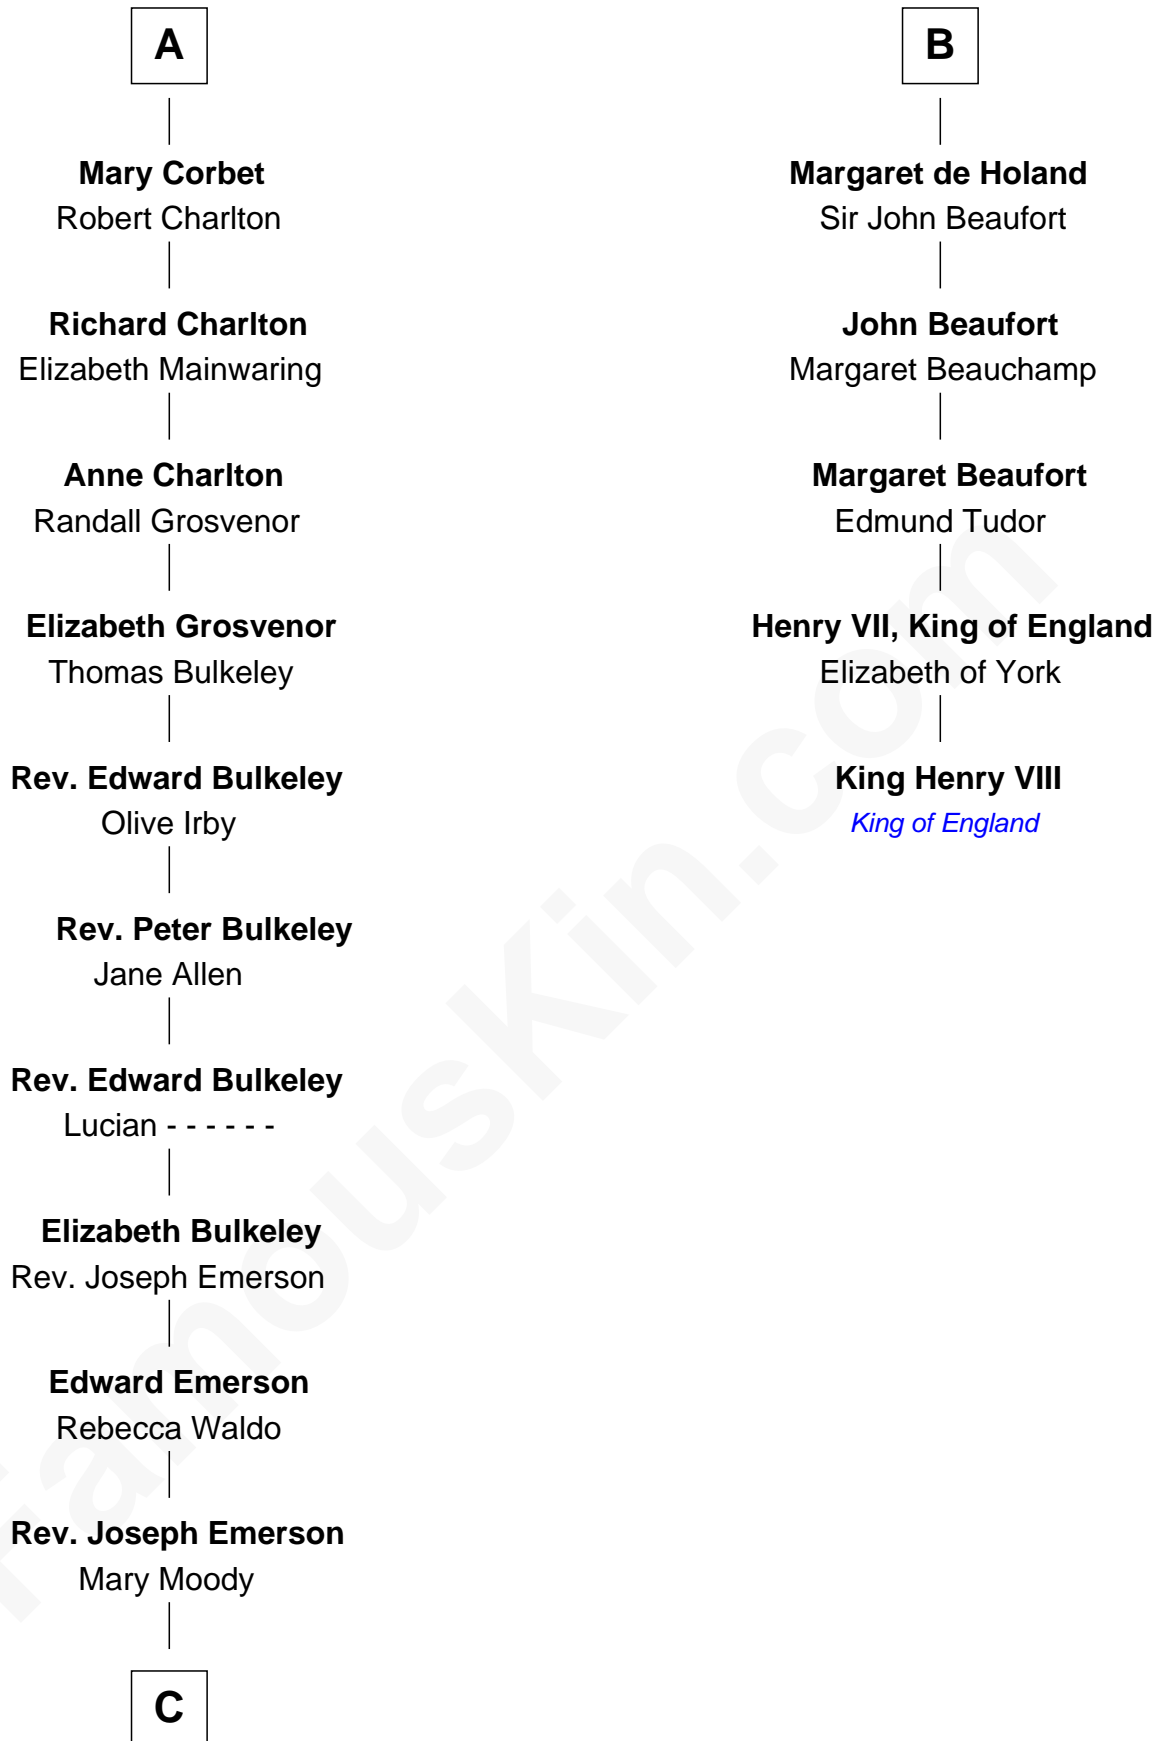 A
Mary Corbet
Robert Charlton
Richard Charlton
Elizabeth Mainwaring
Anne Charlton
Randall Grosvenor
Elizabeth Grosvenor
Thomas Bulkeley
Rev. Edward Bulkeley
Olive Irby
Rev. Peter Bulkeley
Jane Allen
Rev. Edward Bulkeley
Lucian - - - - - -
Elizabeth Bulkeley
Rev. Joseph Emerson
Edward Emerson
Rebecca Waldo
Rev. Joseph Emerson
Mary Moody
C
B
Margaret de Holand
Sir John Beaufort
John Beaufort
Margaret Beauchamp
Margaret Beaufort
Edmund Tudor
Henry VII, King of England
Elizabeth of York
King Henry VIII
King of England
FamousKin.com